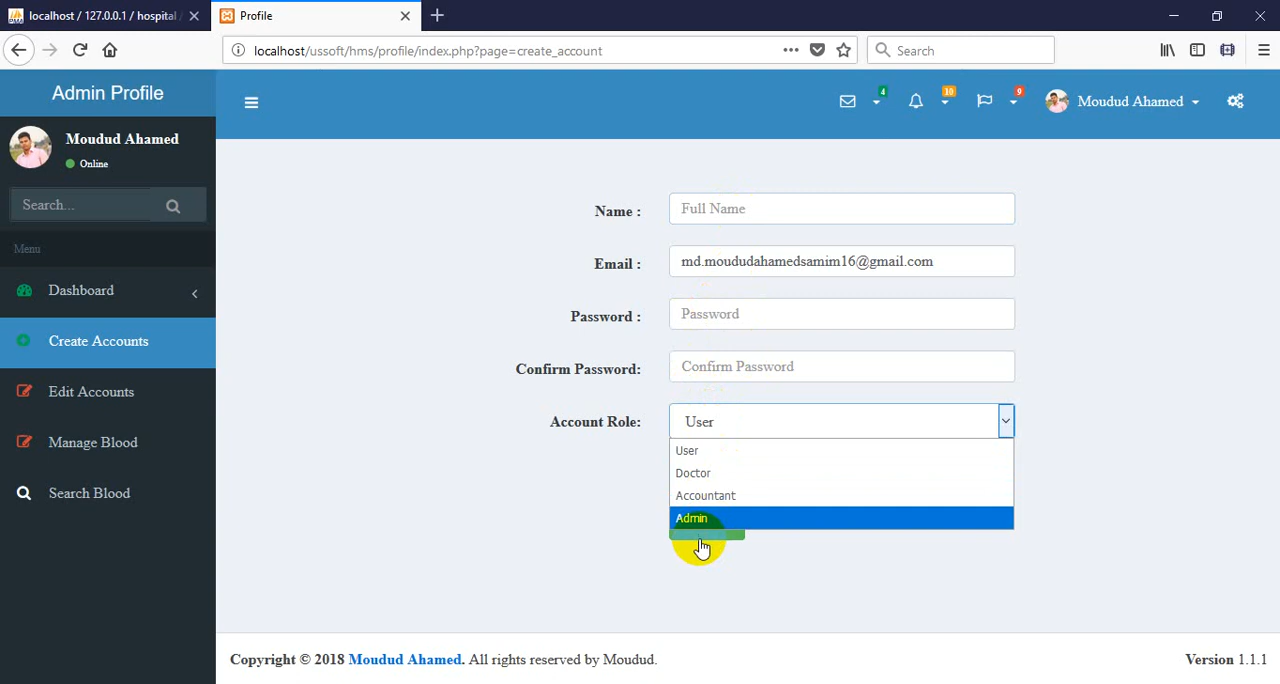 localhost / 127.0.0.1 / hospital
Profile
localhost/ussoft/hms/profile/index.php?page=create_account
Search
Admin Profile
4
10
9
Moudud Ahamed
Moudud Ahamed
Online
Search...
Menu
Dashboard
Create Accounts
Edit Accounts
Manage Blood
Search Blood
Name :
Full Name
Email :
md.moududahamedsamim16@gmail.com
Password :
Password
Confirm Password:
Confirm Password
Account Role:
User
User
Doctor
Accountant
Admin
Copyright © 2018 Moudud Ahamed. All rights reserved by Moudud.
Version 1.1.1